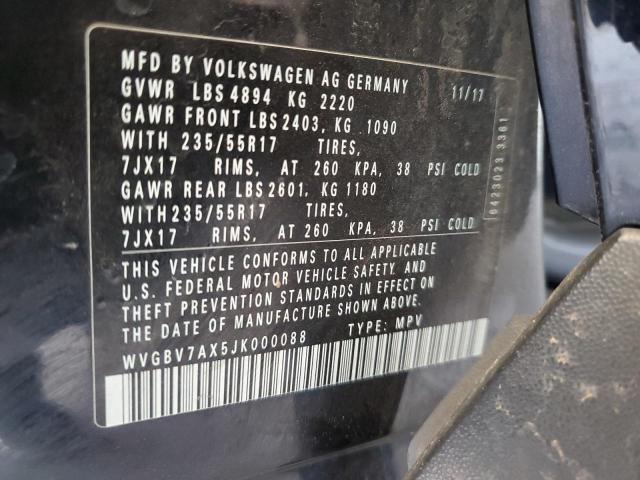 MFD BY VOLKSWAGEN AG GERMANY 11/17
GVWR LBS 4894 KG 2220
GAWR FRONT LBS 2403, KG 1090
WITH 235/55R17 TIRES,
7JX17 RIMS, AT 260 KPA, 38 PSI COLD
GAWR REAR LBS 2601, KG 1180
WITH 235/55R17 TIRES,
7JX17 RIMS, AT 260 KPA, 38 PSI COLD
THIS VEHICLE CONFORMS TO ALL APPLICABLE
U.S. FEDERAL MOTOR VEHICLE SAFETY, AND
THEFT PREVENTION STANDARDS IN EFFECT ON
THE DATE OF MANUFACTURE SHOWN ABOVE.
WVGBV7AX5JK000088 TYPE: MPV
6423023 3361